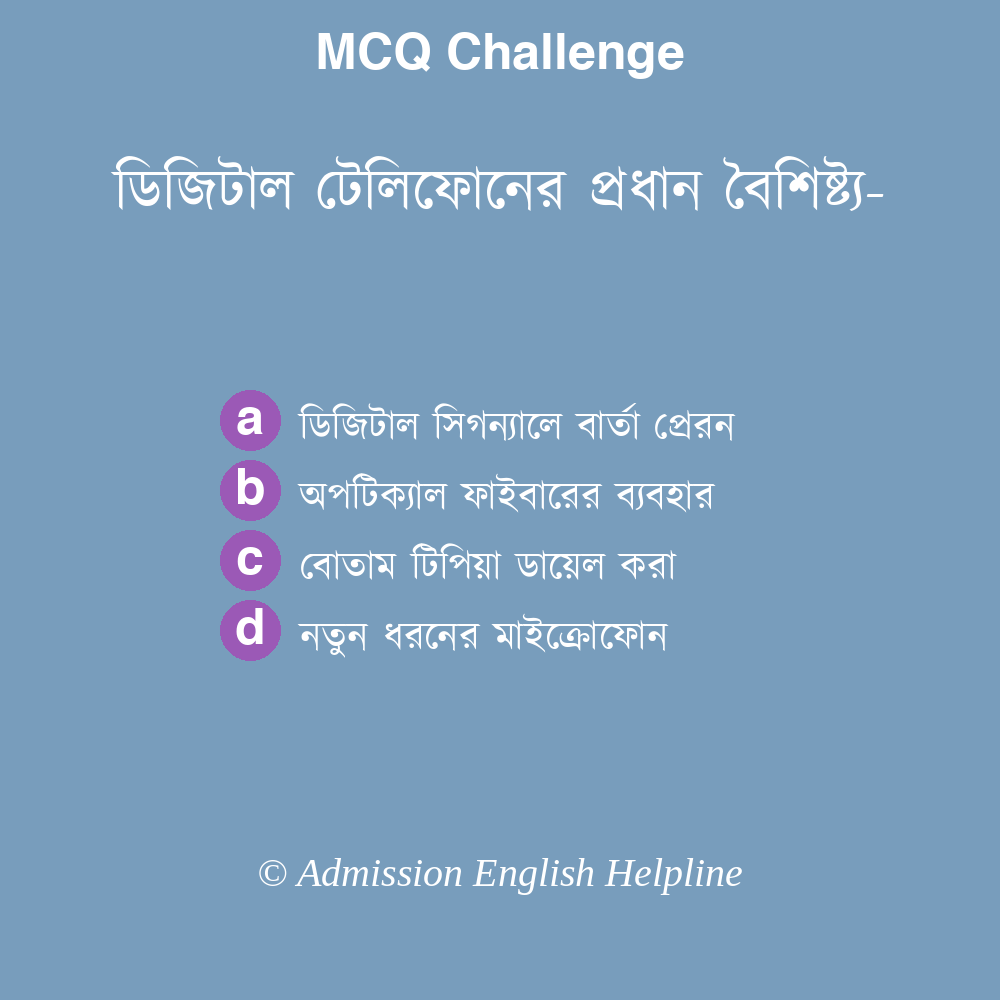 MCQ Challenge
ডিজিটাল টেলিফোনের প্রধান বৈশিষ্ট্য-
a ডিজিটাল সিগন্যালে বার্তা প্রেরন
b অপটিক্যাল ফাইবারের ব্যবহার
c বোতাম টিপিয়া ডায়েল করা
d নতুন ধরনের মাইক্রোফোন
© Admission English Helpline